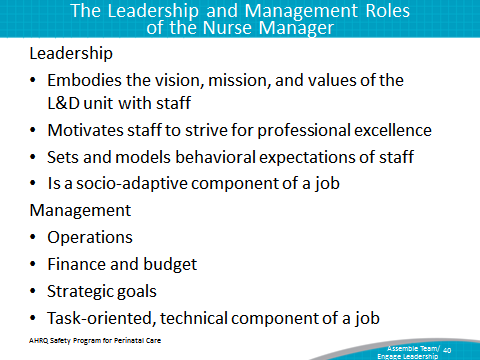 The Leadership and Management Roles
of the Nurse Manager
Leadership
• Embodies the vision, mission, and values of the
L&D unit with staff
• Motivates staff to strive for professional excellence
• Sets and models behavioral expectations of staff
• Is a socio-adaptive component of a job
Management
• Operations
• Finance and budget
• Strategic goals
• Task-oriented, technical component of a job
AHRQ Safety Program for Perinatal Care
Assemble Team/
Engage Leadership 40